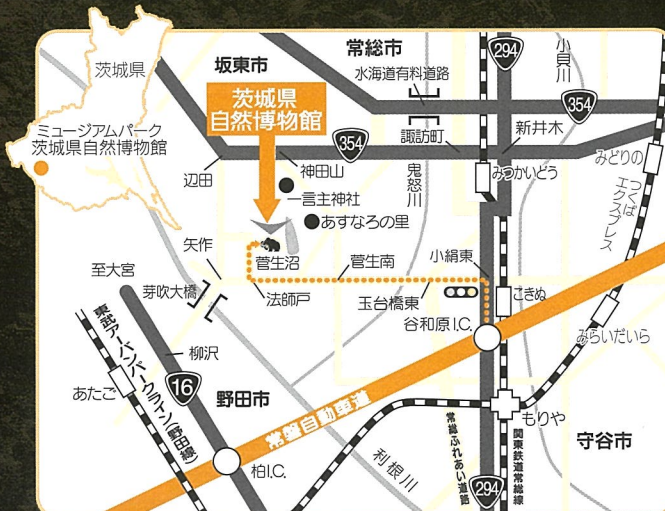 茨城県
ミュージアムパーク
茨城県自然博物館
坂東市
常総市
294
小貝川
水海道有料道路
茨城県
自然博物館
354
354
諏訪町
新井木
みどりの
辺田
神田山
一言主神社
鬼怒川
みつかいどう
つくば
エクスプレス
あすなろの里
矢作
菅生沼
菅生南
小絹東
至大宮
芽吹大橋
法師戸
玉台橋東
こきぬ
谷和原I.C.
みらいだいら
東武アーバンパークライン(野田線)
柳沢
あたご
16
野田市
常磐自動車道
もりや
守谷市
柏I.C.
利根川
常総ふれあい道路
294
関東鉄道常総線